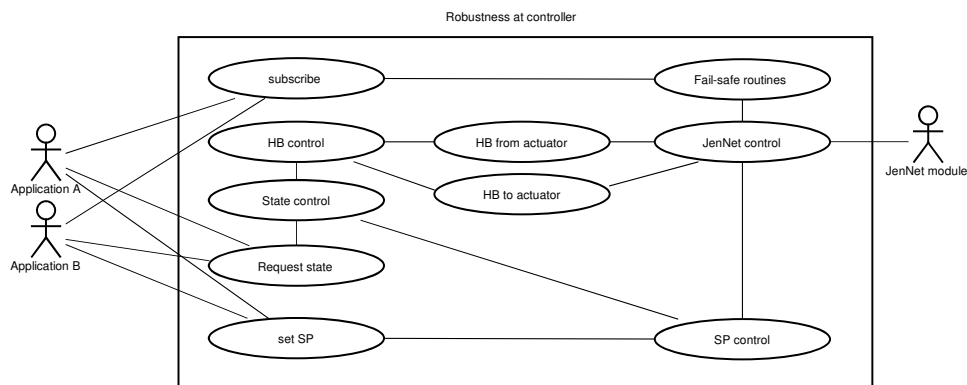 Robustness at controller
subscribe
Fail-safe routines
HB control
HB from actuator
JenNet control
JenNet module
Application A
HB to actuator
State control
Application B
Request state
set SP
SP control